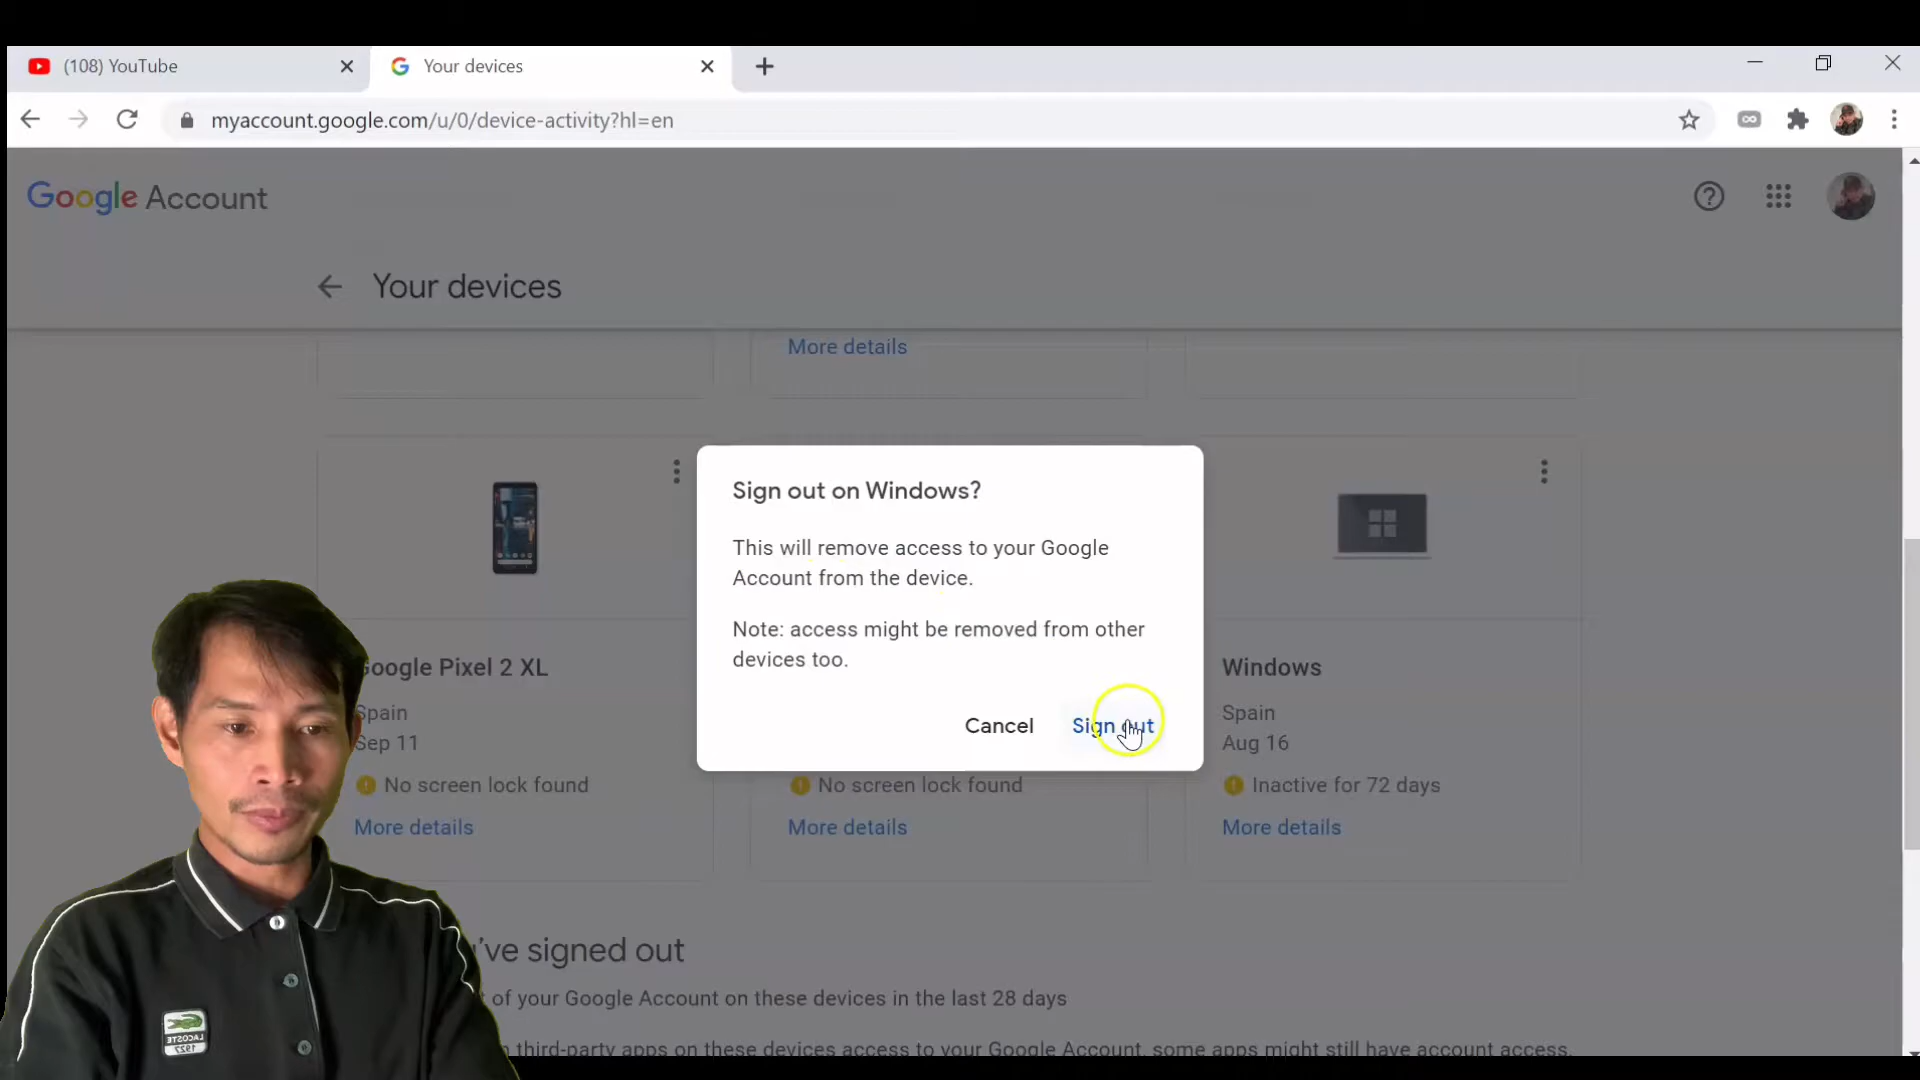 (108) YouTube
Your devices
myaccount.google.com/u/0/device-activity?hl=en
Google Account
Your devices
More details
Sign out on Windows?
This will remove access to your Google
Account from the device.
Note: access might be removed from other
devices too.
Cancel
Sign out
Google Pixel 2 XL
Spain
Sep 11
No screen lock found
More details
No screen lock found
More details
Windows
Spain
Aug 16
Inactive for 72 days
More details
've signed out
of your Google Account on these devices in the last 28 days
third-party apps on these devices access to your Google Account, some apps might still have account access.
LACOSTE
1927